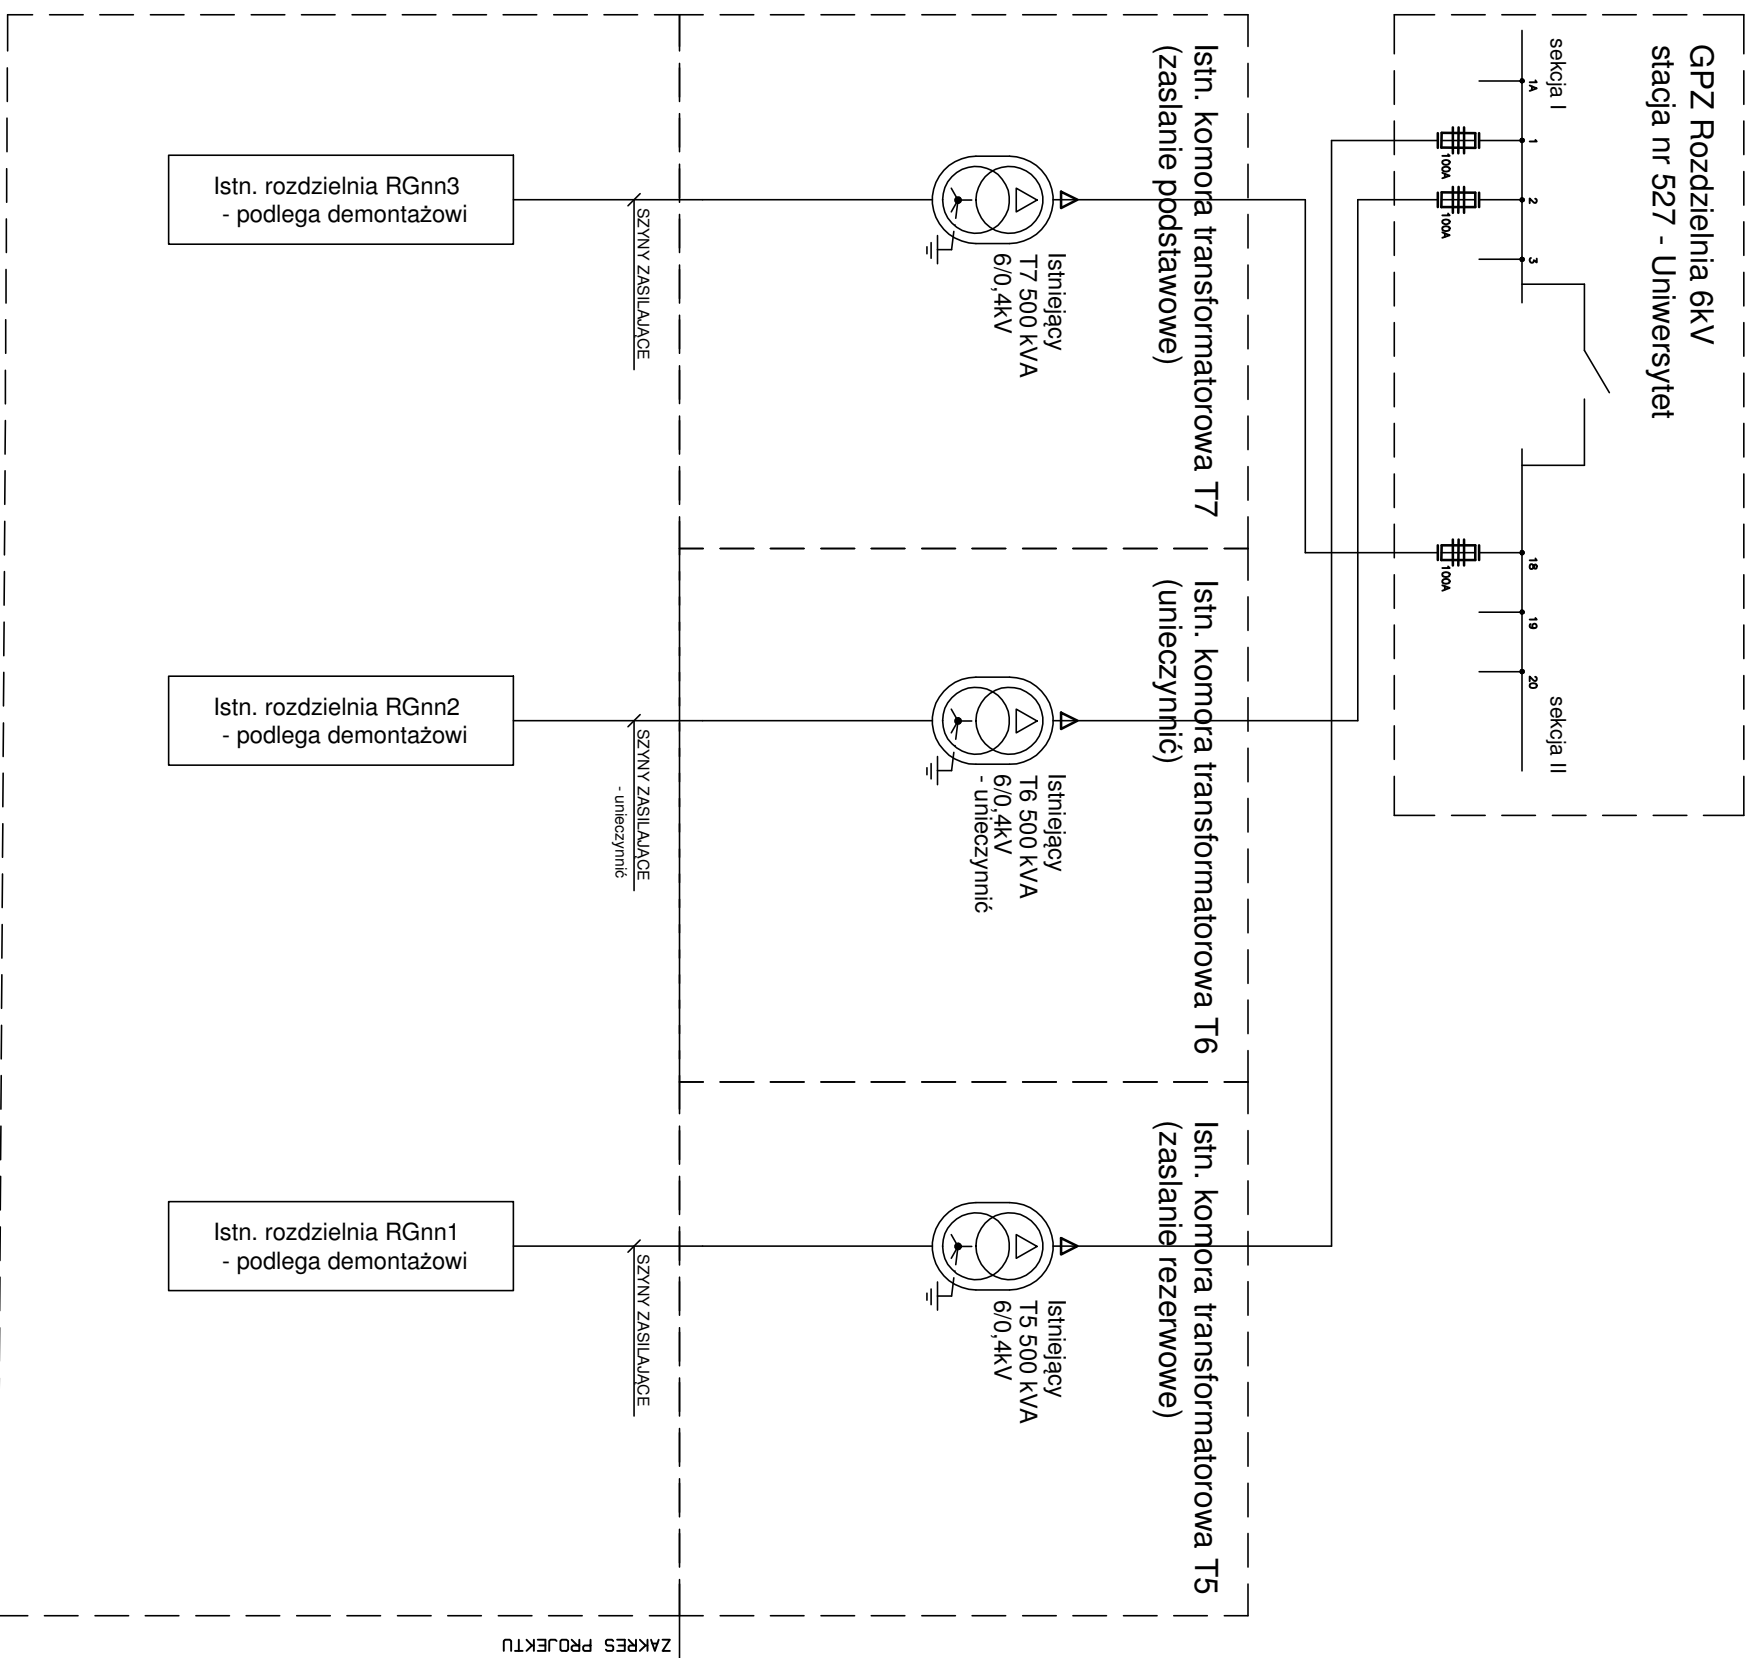 GPZ Rozdzielnia 6kV
stacja nr 527 - Uniwersytet
sekcja I
1A
1
2
3
18
19
20
sekcja II
100A
100A
100A
Istn. komora transformatorowa T7
(zaslanie podstawowe)
Istniejący
T7 500 kVA
6/0,4kV
SZYNY ZASILAJĄCE
Istn. rozdzielnia RGnn3
- podlega demontażowi
Istn. komora transformatorowa T6
(unieczynnić)
Istniejący
T6 500 kVA
6/0,4kV
- unieczynnić
SZYNY ZASILAJĄCE
- unieczynnić
Istn. rozdzielnia RGnn2
- podlega demontażowi
Istn. komora transformatorowa T5
(zaslanie rezerwowe)
Istniejący
T5 500 kVA
6/0,4kV
SZYNY ZASILAJĄCE
Istn. rozdzielnia RGnn1
- podlega demontażowi
ZAKRES PROJEKTU